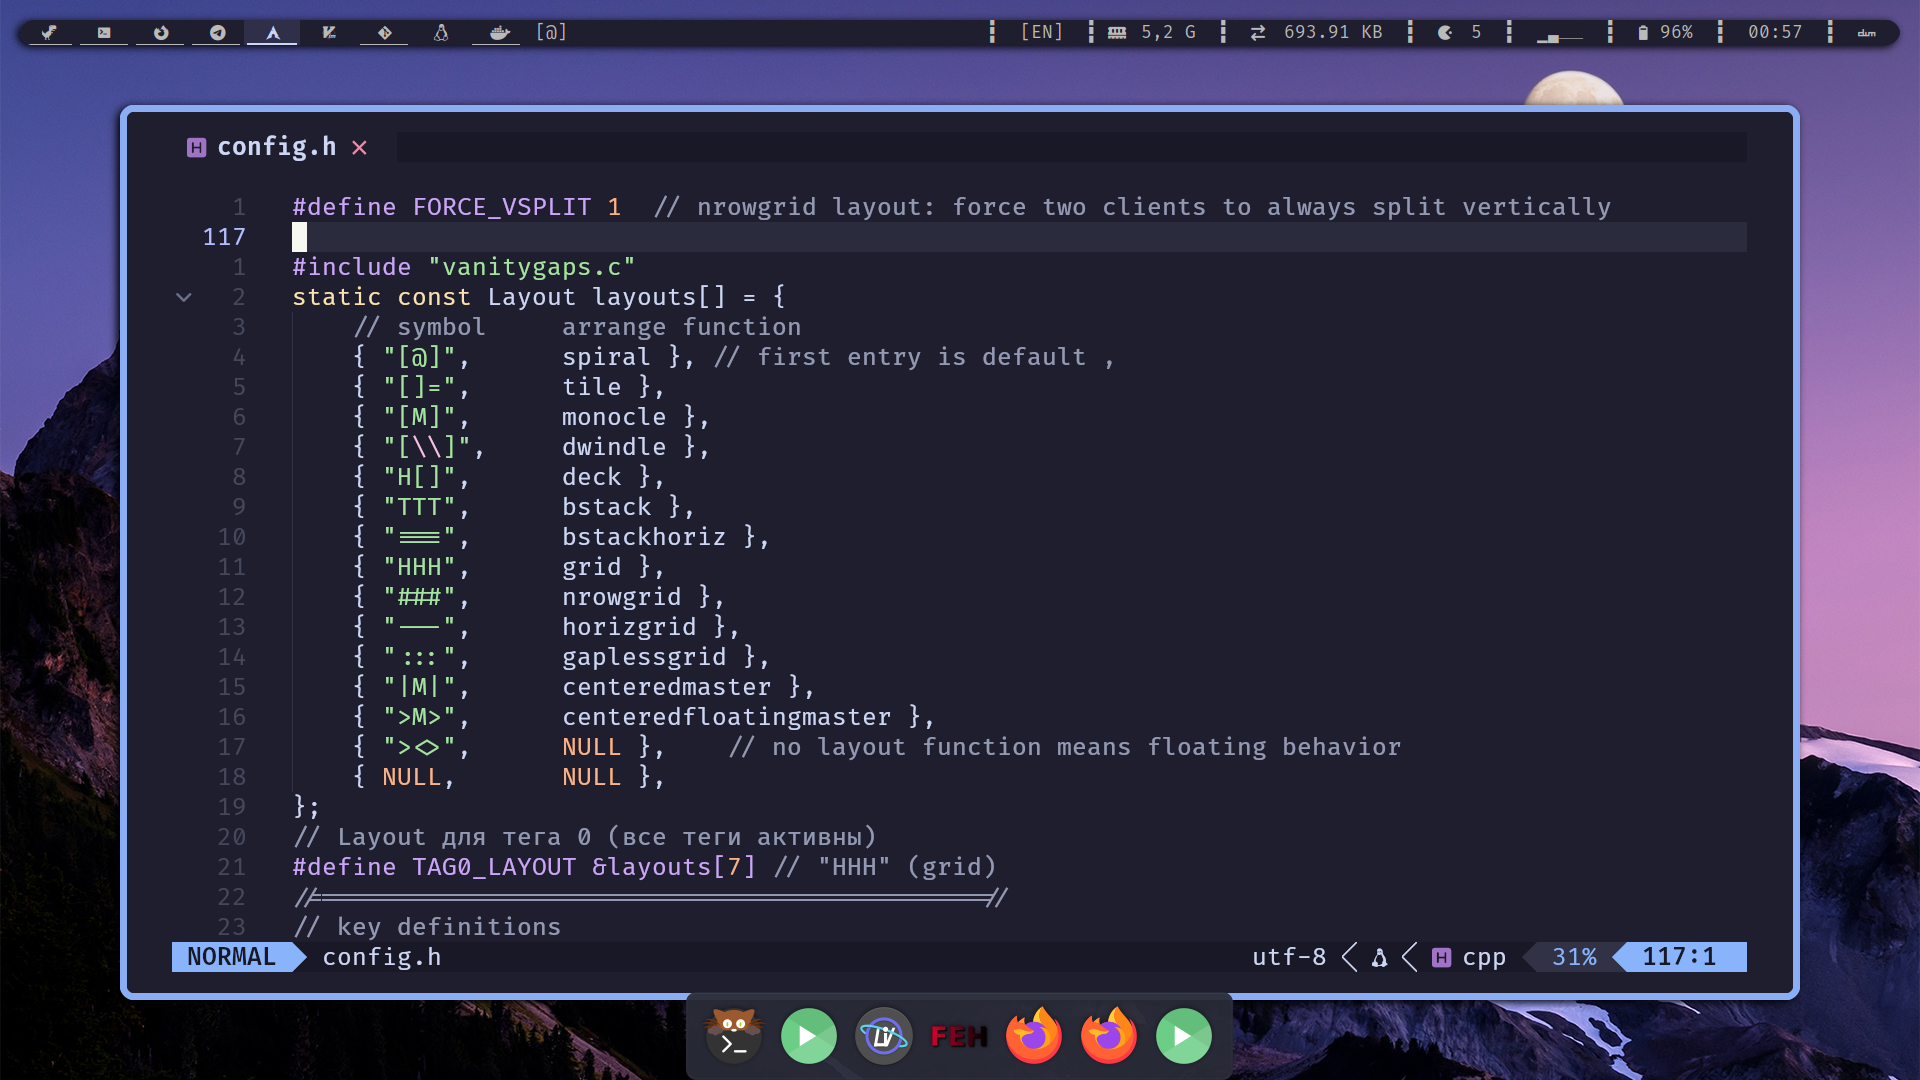 [@] [EN] 5,2 G 693.91 KB 5 96% 00:57 dwm
H config.h ×
1 #define FORCE_VSPLIT 1  // nrowgrid layout: force two clients to always split vertically
117
1 #include "vanitygaps.c"
2 static const Layout layouts[] = {
3     // symbol     arrange function
4     { "[@]",      spiral }, // first entry is default ,
5     { "[]=",      tile },
6     { "[M]",      monocle },
7     { "[\\]",     dwindle },
8     { "H[]",      deck },
9     { "TTT",      bstack },
10     { "===",      bstackhoriz },
11     { "HHH",      grid },
12     { "###",      nrowgrid },
13     { "---",      horizgrid },
14     { ":::",      gaplessgrid },
15     { "|M|",      centeredmaster },
16     { ">M>",      centeredfloatingmaster },
17     { "><>",      NULL },    // no layout function means floating behavior
18     { NULL,       NULL },
19 };
20 // Layout для тега 0 (все теги активны)
21 #define TAG0_LAYOUT &layouts[7] // "HHH" (grid)
22 //=============================================//
23 // key definitions
NORMAL config.h utf-8 H cpp 31% 117:1
>_ LV FEH